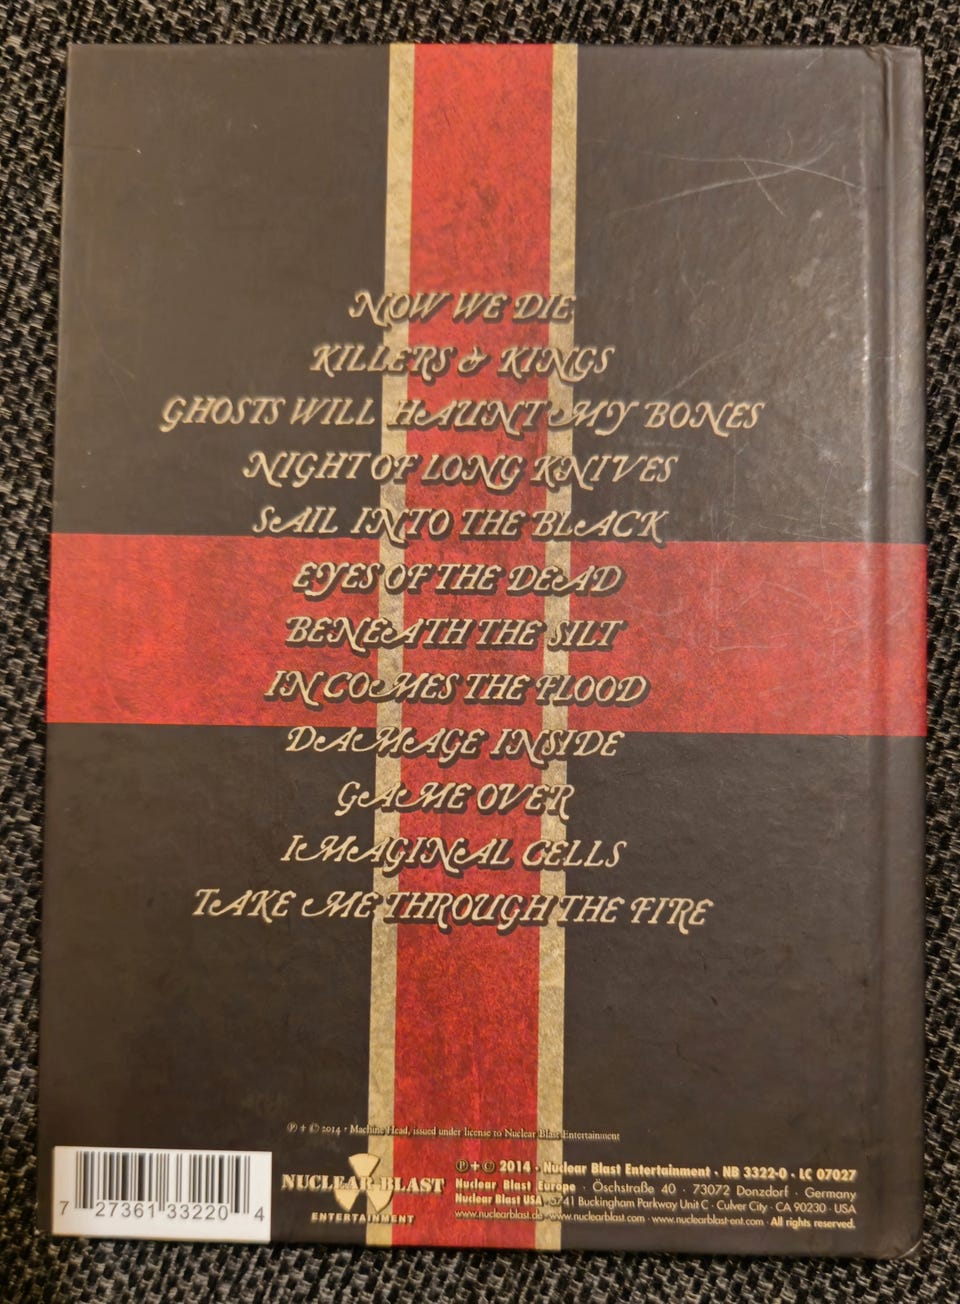 NOW WE DIE
KILLERS & KINGS
GHOSTS WILL HAUNT MY BONES
NIGHT OF LONG KNIVES
SAIL INTO THE BLACK
EYES OF THE DEAD
BENEATH THE SILT
IN COMES THE FLOOD
DAMAGE INSIDE
GAME OVER
IMAGINAL CELLS
TAKE ME THROUGH THE FIRE
℗ + © 2014 · Machine Head, issued under license to Nuclear Blast Entertainment
7 27361 33220 4
NUCLEAR BLAST
ENTERTAINMENT
℗+© 2014 · Nuclear Blast Entertainment · NB 3322-0 · LC 07027
Nuclear Blast Europe · Öschstraße 40 · 73072 Donzdorf · Germany
Nuclear Blast USA · 5741 Buckingham Parkway Unit C · Culver City · CA 90230 · USA
www.nuclearblast.de · www.nuclearblast.com · www.nuclearblast-ent.com · All rights reserved.